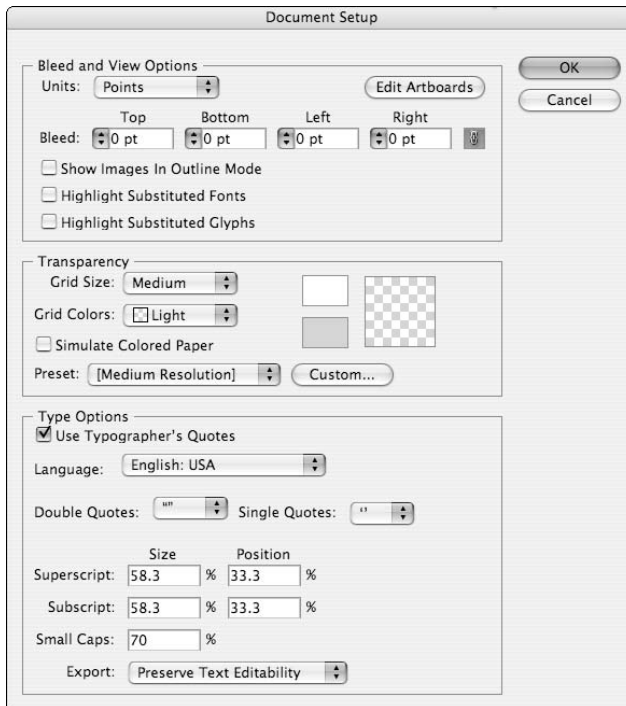 Document Setup
Bleed and View Options
Units: Points Edit Artboards
OK
Cancel
Top Bottom Left Right
Bleed: 0 pt 0 pt 0 pt 0 pt
Show Images In Outline Mode
Highlight Substituted Fonts
Highlight Substituted Glyphs
Transparency
Grid Size: Medium
Grid Colors: Light
Simulate Colored Paper
Preset: [Medium Resolution] Custom...
Type Options
Use Typographer's Quotes
Language: English: USA
Double Quotes: “” Single Quotes: ‘’
Size Position
Superscript: 58.3 % 33.3 %
Subscript: 58.3 % 33.3 %
Small Caps: 70 %
Export: Preserve Text Editability